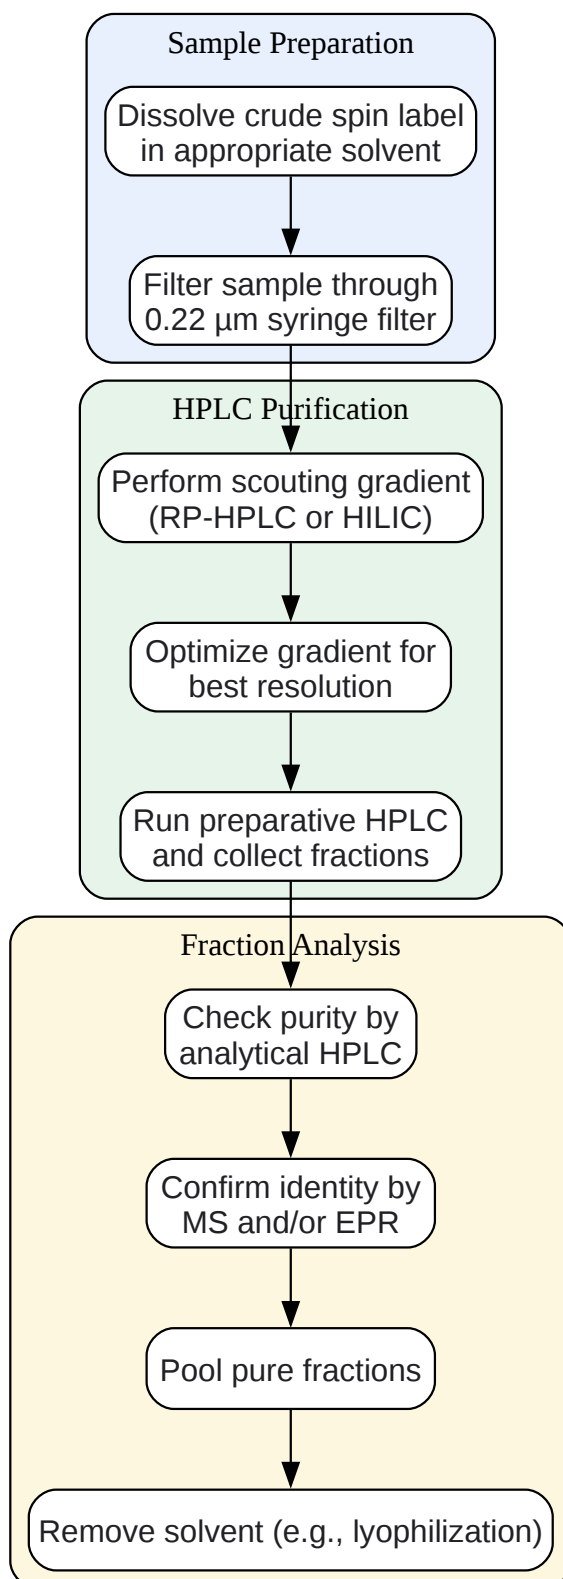 Sample Preparation
Dissolve crude spin label
in appropriate solvent
Filter sample through
0.22 µm syringe filter
HPLC Purification
Perform scouting gradient
(RP-HPLC or HILIC)
Optimize gradient for
best resolution
Run preparative HPLC
and collect fractions
Fraction Analysis
Check purity by
analytical HPLC
Confirm identity by
MS and/or EPR
Pool pure fractions
Remove solvent (e.g., lyophilization)